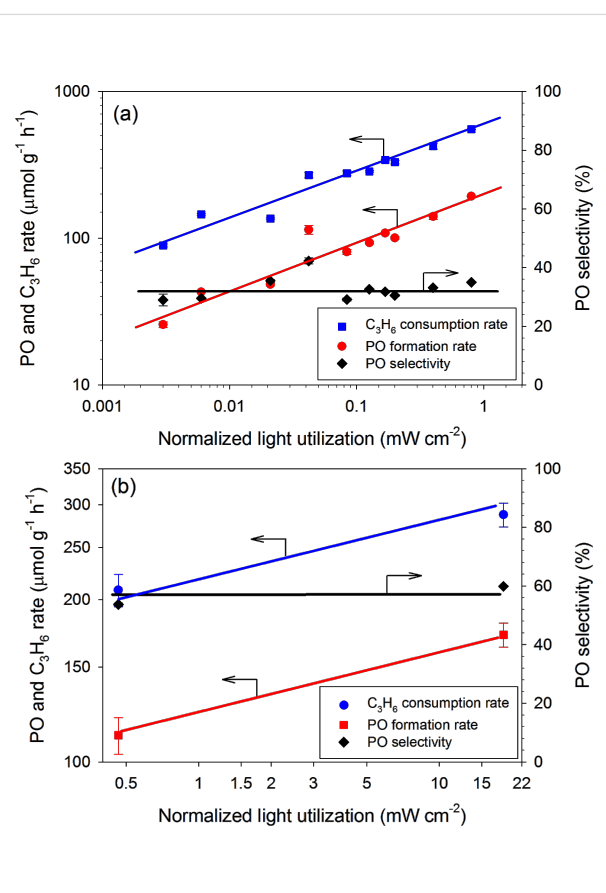 (a)
1000
100
10
100
80
60
40
20
0
0.001
0.01
0.1
1
PO and C₃H₆ rate (μmol g⁻¹ h⁻¹)
PO selectivity (%)
C₃H₆ consumption rate
PO formation rate
PO selectivity
Normalized light utilization (mW cm⁻²)
(b)
350
300
250
200
150
100
100
80
60
40
20
0
0.5
1
1.5
2
3
5
10
15
22
PO and C₃H₆ rate (μmol g⁻¹ h⁻¹)
PO selectivity (%)
C₃H₆ consumption rate
PO formation rate
PO selectivity
Normalized light utilization (mW cm⁻²)